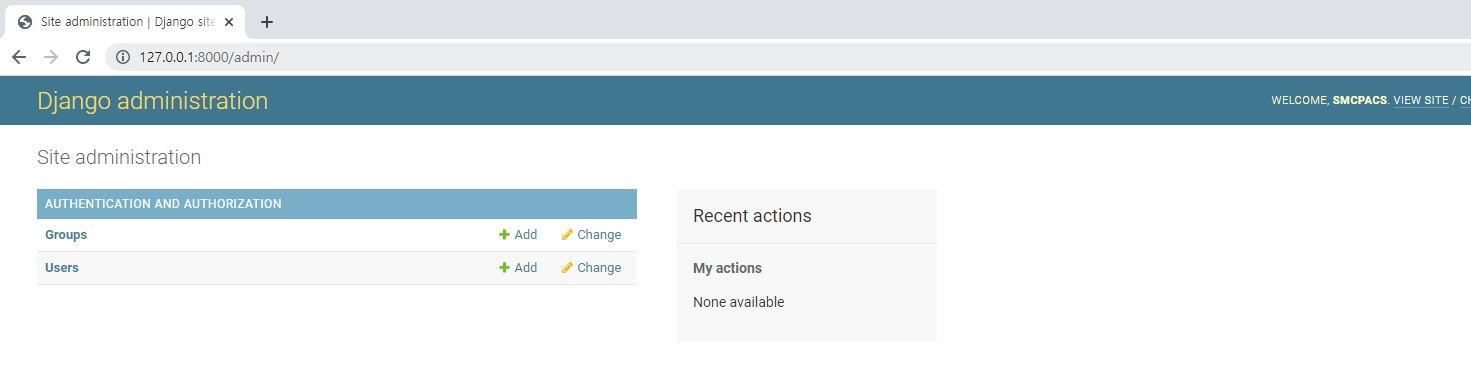 Site administration | Django site
127.0.0.1:8000/admin/
Django administration
WELCOME, SMCPACS. VIEW SITE / CH
Site administration
AUTHENTICATION AND AUTHORIZATION
Groups Add Change
Users Add Change
Recent actions
My actions
None available